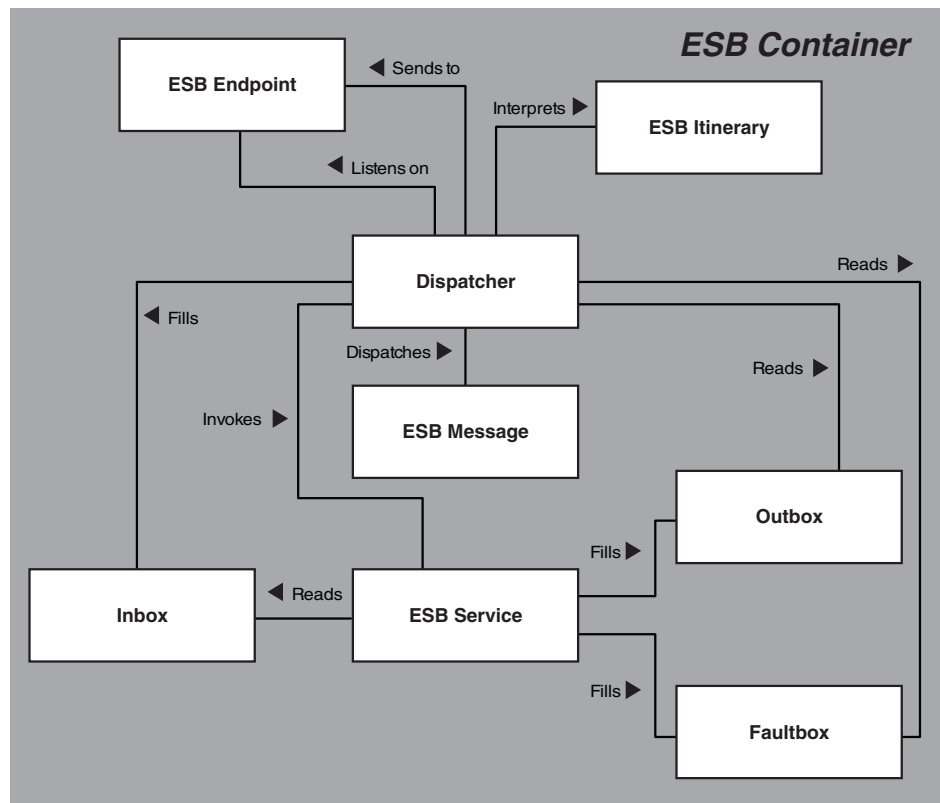 ESB Container
ESB Endpoint
Sends to
Interprets
ESB Itinerary
Listens on
Dispatcher
Reads
Fills
Dispatches
Reads
Invokes
ESB Message
Outbox
Fills
Inbox
Reads
ESB Service
Fills
Faultbox